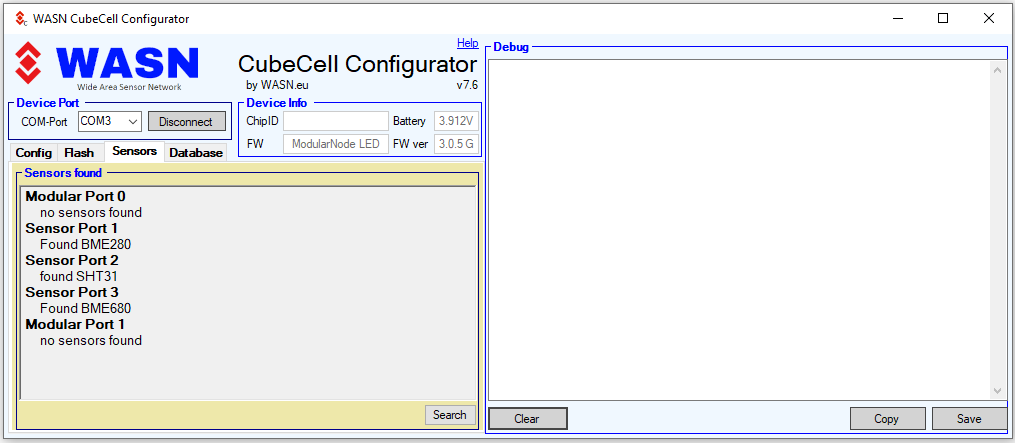 WASN CubeCell Configurator
WASN
Wide Area Sensor Network
Help
CubeCell Configurator
by WASN.eu
v7.6
Device Port
COM-Port
COM3
Disconnect
Device Info
ChipID
Battery
3.912V
FW
ModularNode LED
FW ver
3.0.5 G
Config
Flash
Sensors
Database
Sensors found
Modular Port 0
no sensors found
Sensor Port 1
Found BME280
Sensor Port 2
found SHT31
Sensor Port 3
Found BME680
Modular Port 1
no sensors found
Search
Debug
Clear
Copy
Save